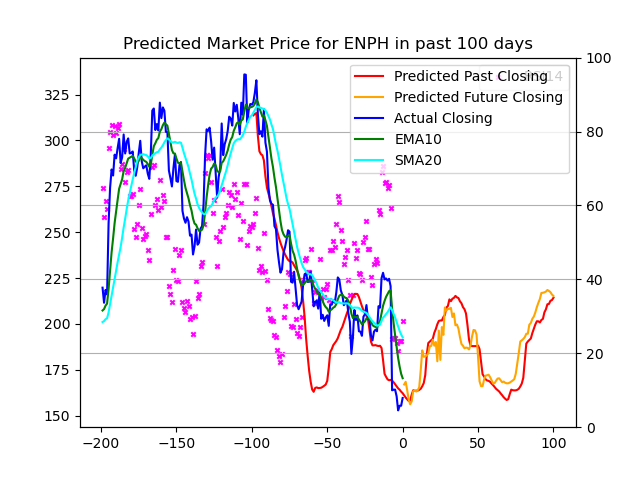 Predicted Market Price for ENPH in past 100 days
Predicted Past Closing
Predicted Future Closing
Actual Closing
EMA10
SMA20
325
300
275
250
225
200
175
150
100
80
60
40
20
0
−200 −150 −100 −50 0 50 100